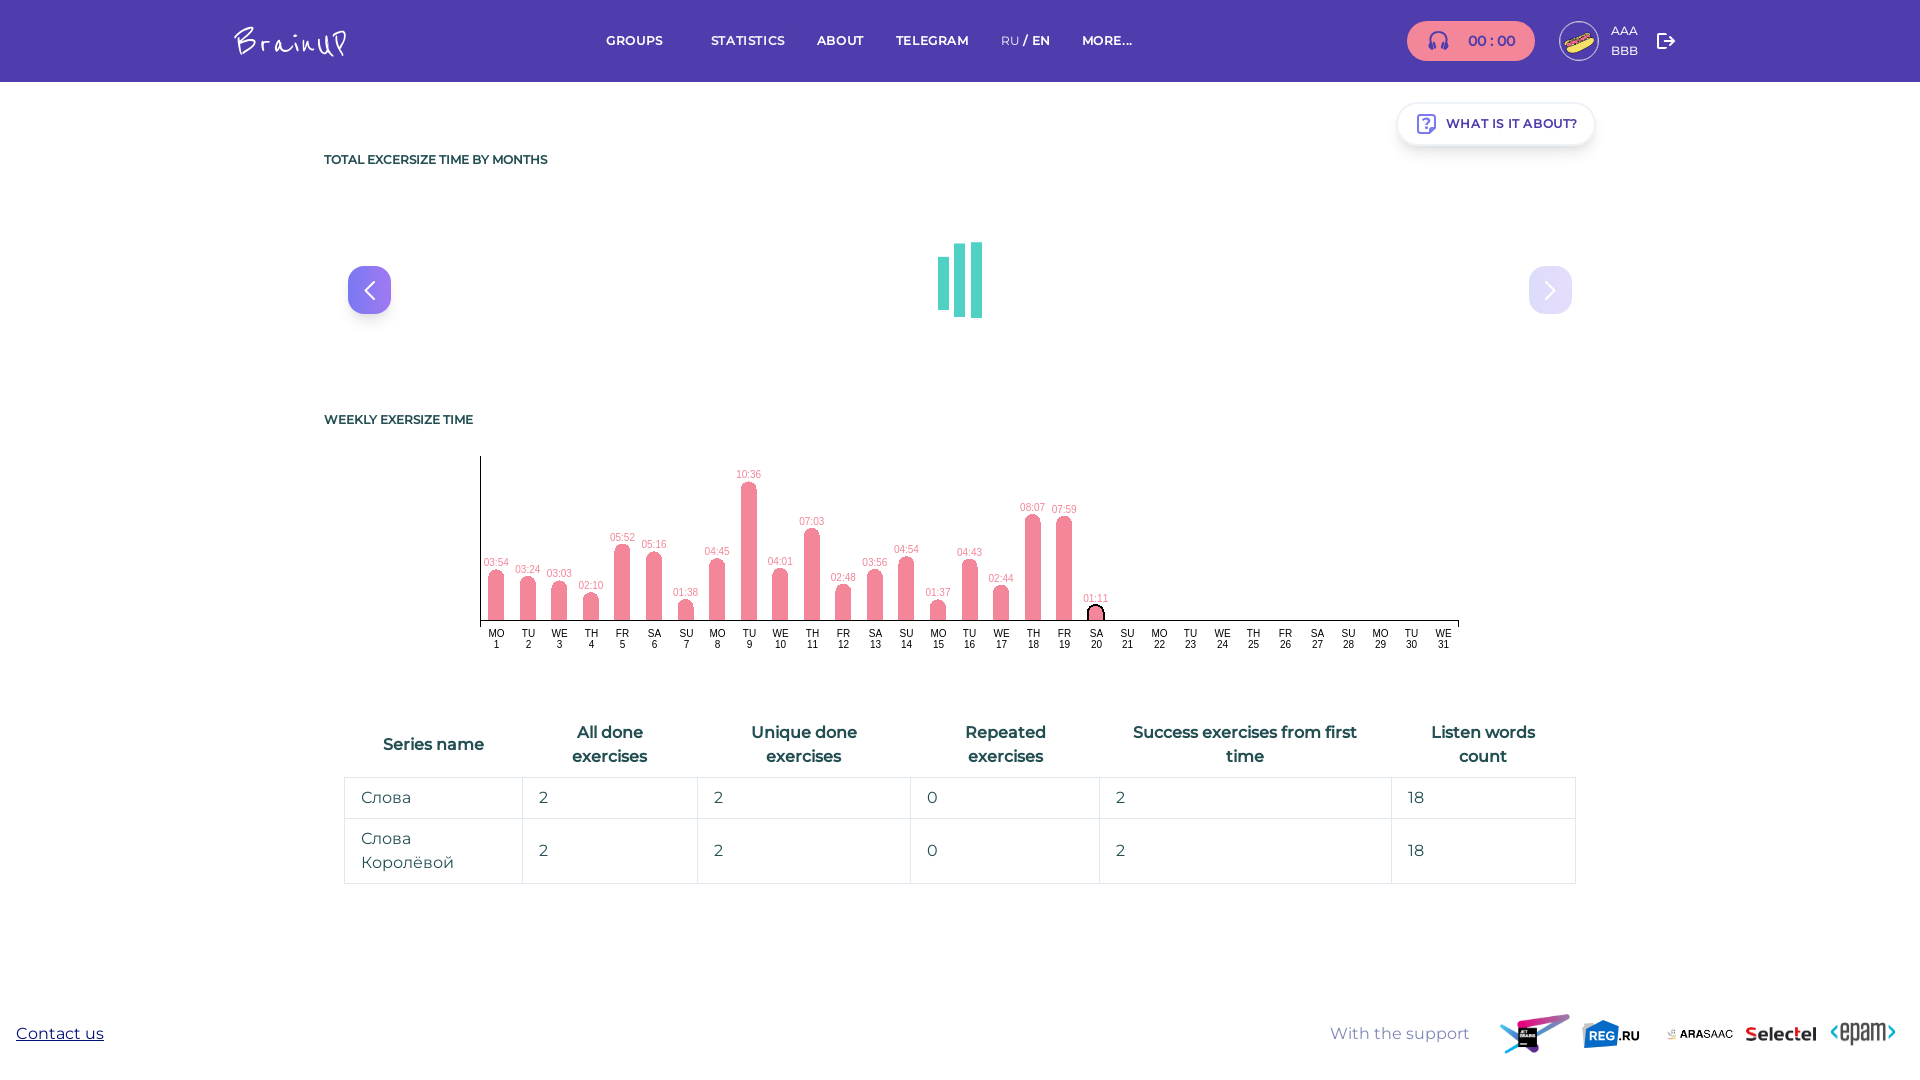 BrainUP
GROUPS STATISTICS ABOUT TELEGRAM RU / EN MORE...
00 : 00
AAA
BBB
WHAT IS IT ABOUT?
TOTAL EXCERSIZE TIME BY MONTHS
WEEKLY EXERSIZE TIME
03:54 03:24 03:03 02:10 05:52 05:16 01:38 04:45 10:36 04:01 07:03 02:48 03:56 04:54 01:37 04:43 02:44 08:07 07:59 01:11
MO TU WE TH FR SA SU MO TU WE TH FR SA SU MO TU WE TH FR SA SU MO TU WE TH FR SA SU MO TU WE
1 2 3 4 5 6 7 8 9 10 11 12 13 14 15 16 17 18 19 20 21 22 23 24 25 26 27 28 29 30 31
Series name All done exercises Unique done exercises Repeated exercises Success exercises from first time Listen words count
Слова 2 2 0 2 18
Слова Королёвой 2 2 0 2 18
Contact us
With the support
JET BRAINS
REG.RU
ARASAAC
Selectel
<epam>